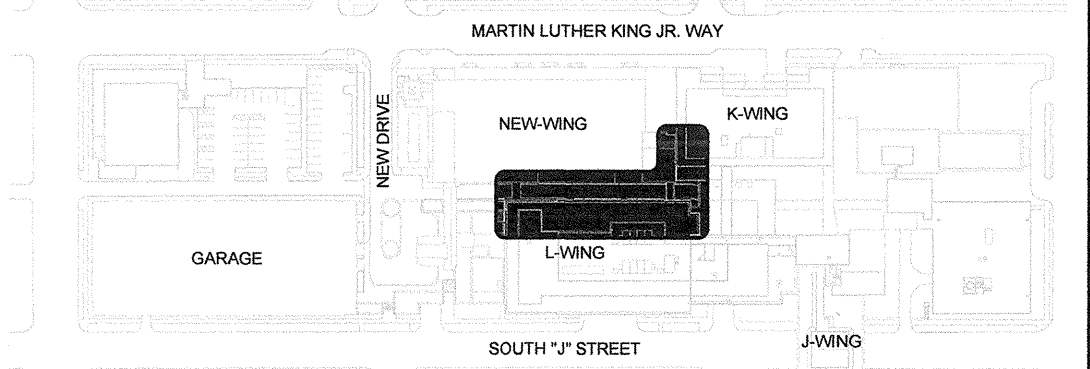 MARTIN LUTHER KING JR. WAY
NEW DRIVE
NEW-WING
K-WING
GARAGE
L-WING
SOUTH "J" STREET
J-WING